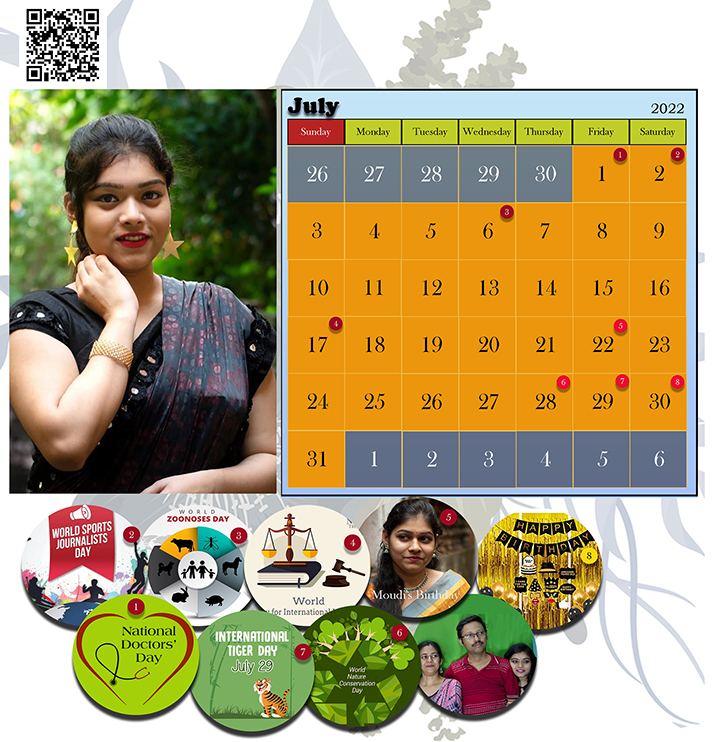 July 2022
Sunday Monday Tuesday Wednesday Thursday Friday Saturday
26 27 28 29 30 1 1 2 2
3 4 5 6 3 7 8 9
10 11 12 13 14 15 16
17 4 18 19 20 21 22 5 23
24 25 26 27 28 6 29 7 30 8
31 1 2 3 4 5 6
WORLD SPORTS
JOURNALISTS
DAY
2
WORLD
ZOONOSES DAY
3
4
World
for International
5
Moudi's Birthday
HAPPY
BIRTHDAY
8
1
National
Doctors'
Day
INTERNATIONAL
TIGER DAY
July 29
7
6
World
Nature
Conservation
Day